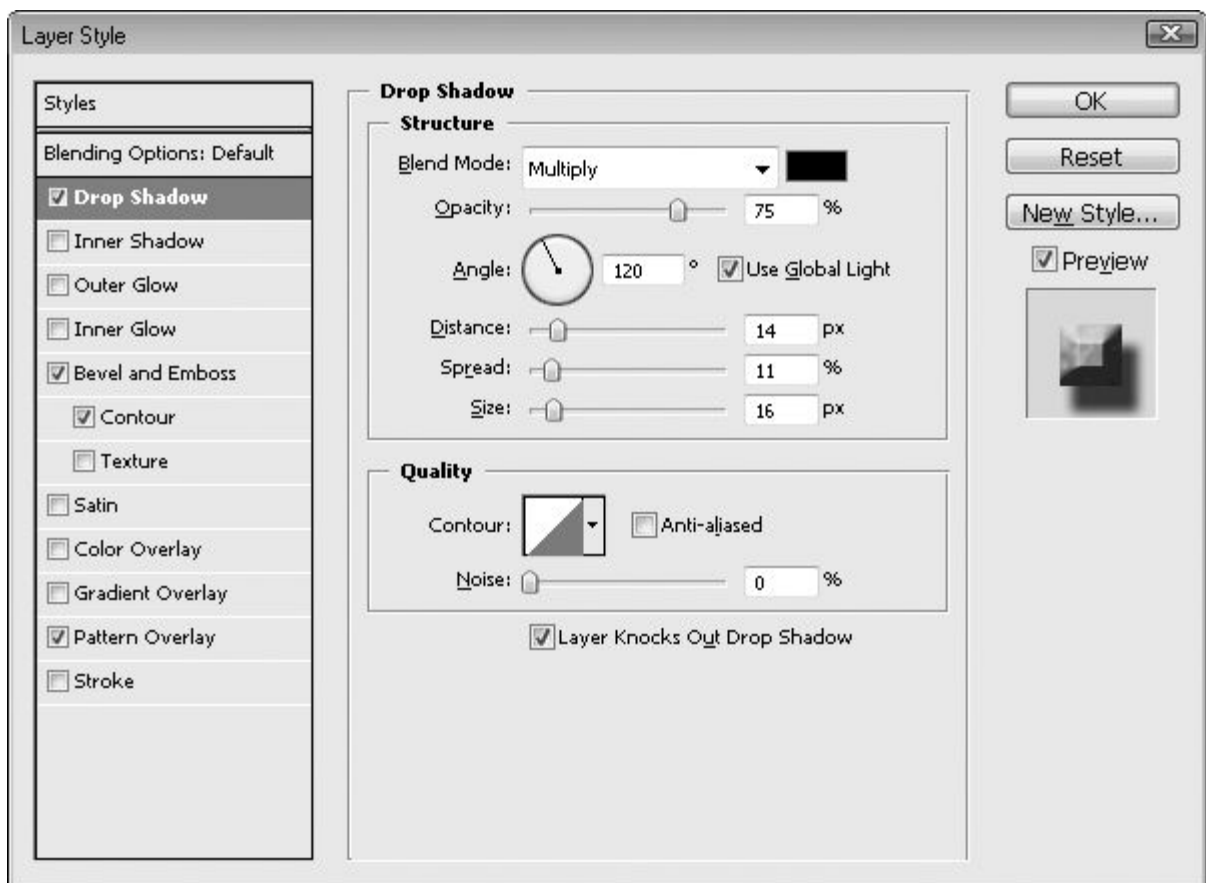 Layer Style
Styles
Blending Options: Default
Drop Shadow
Inner Shadow
Outer Glow
Inner Glow
Bevel and Emboss
Contour
Texture
Satin
Color Overlay
Gradient Overlay
Pattern Overlay
Stroke
Drop Shadow
Structure
Blend Mode: Multiply
Opacity: 75 %
Angle: 120 ° Use Global Light
Distance: 14 px
Spread: 11 %
Size: 16 px
Quality
Contour: Anti-aliased
Noise: 0 %
Layer Knocks Out Drop Shadow
OK
Reset
New Style...
Preview